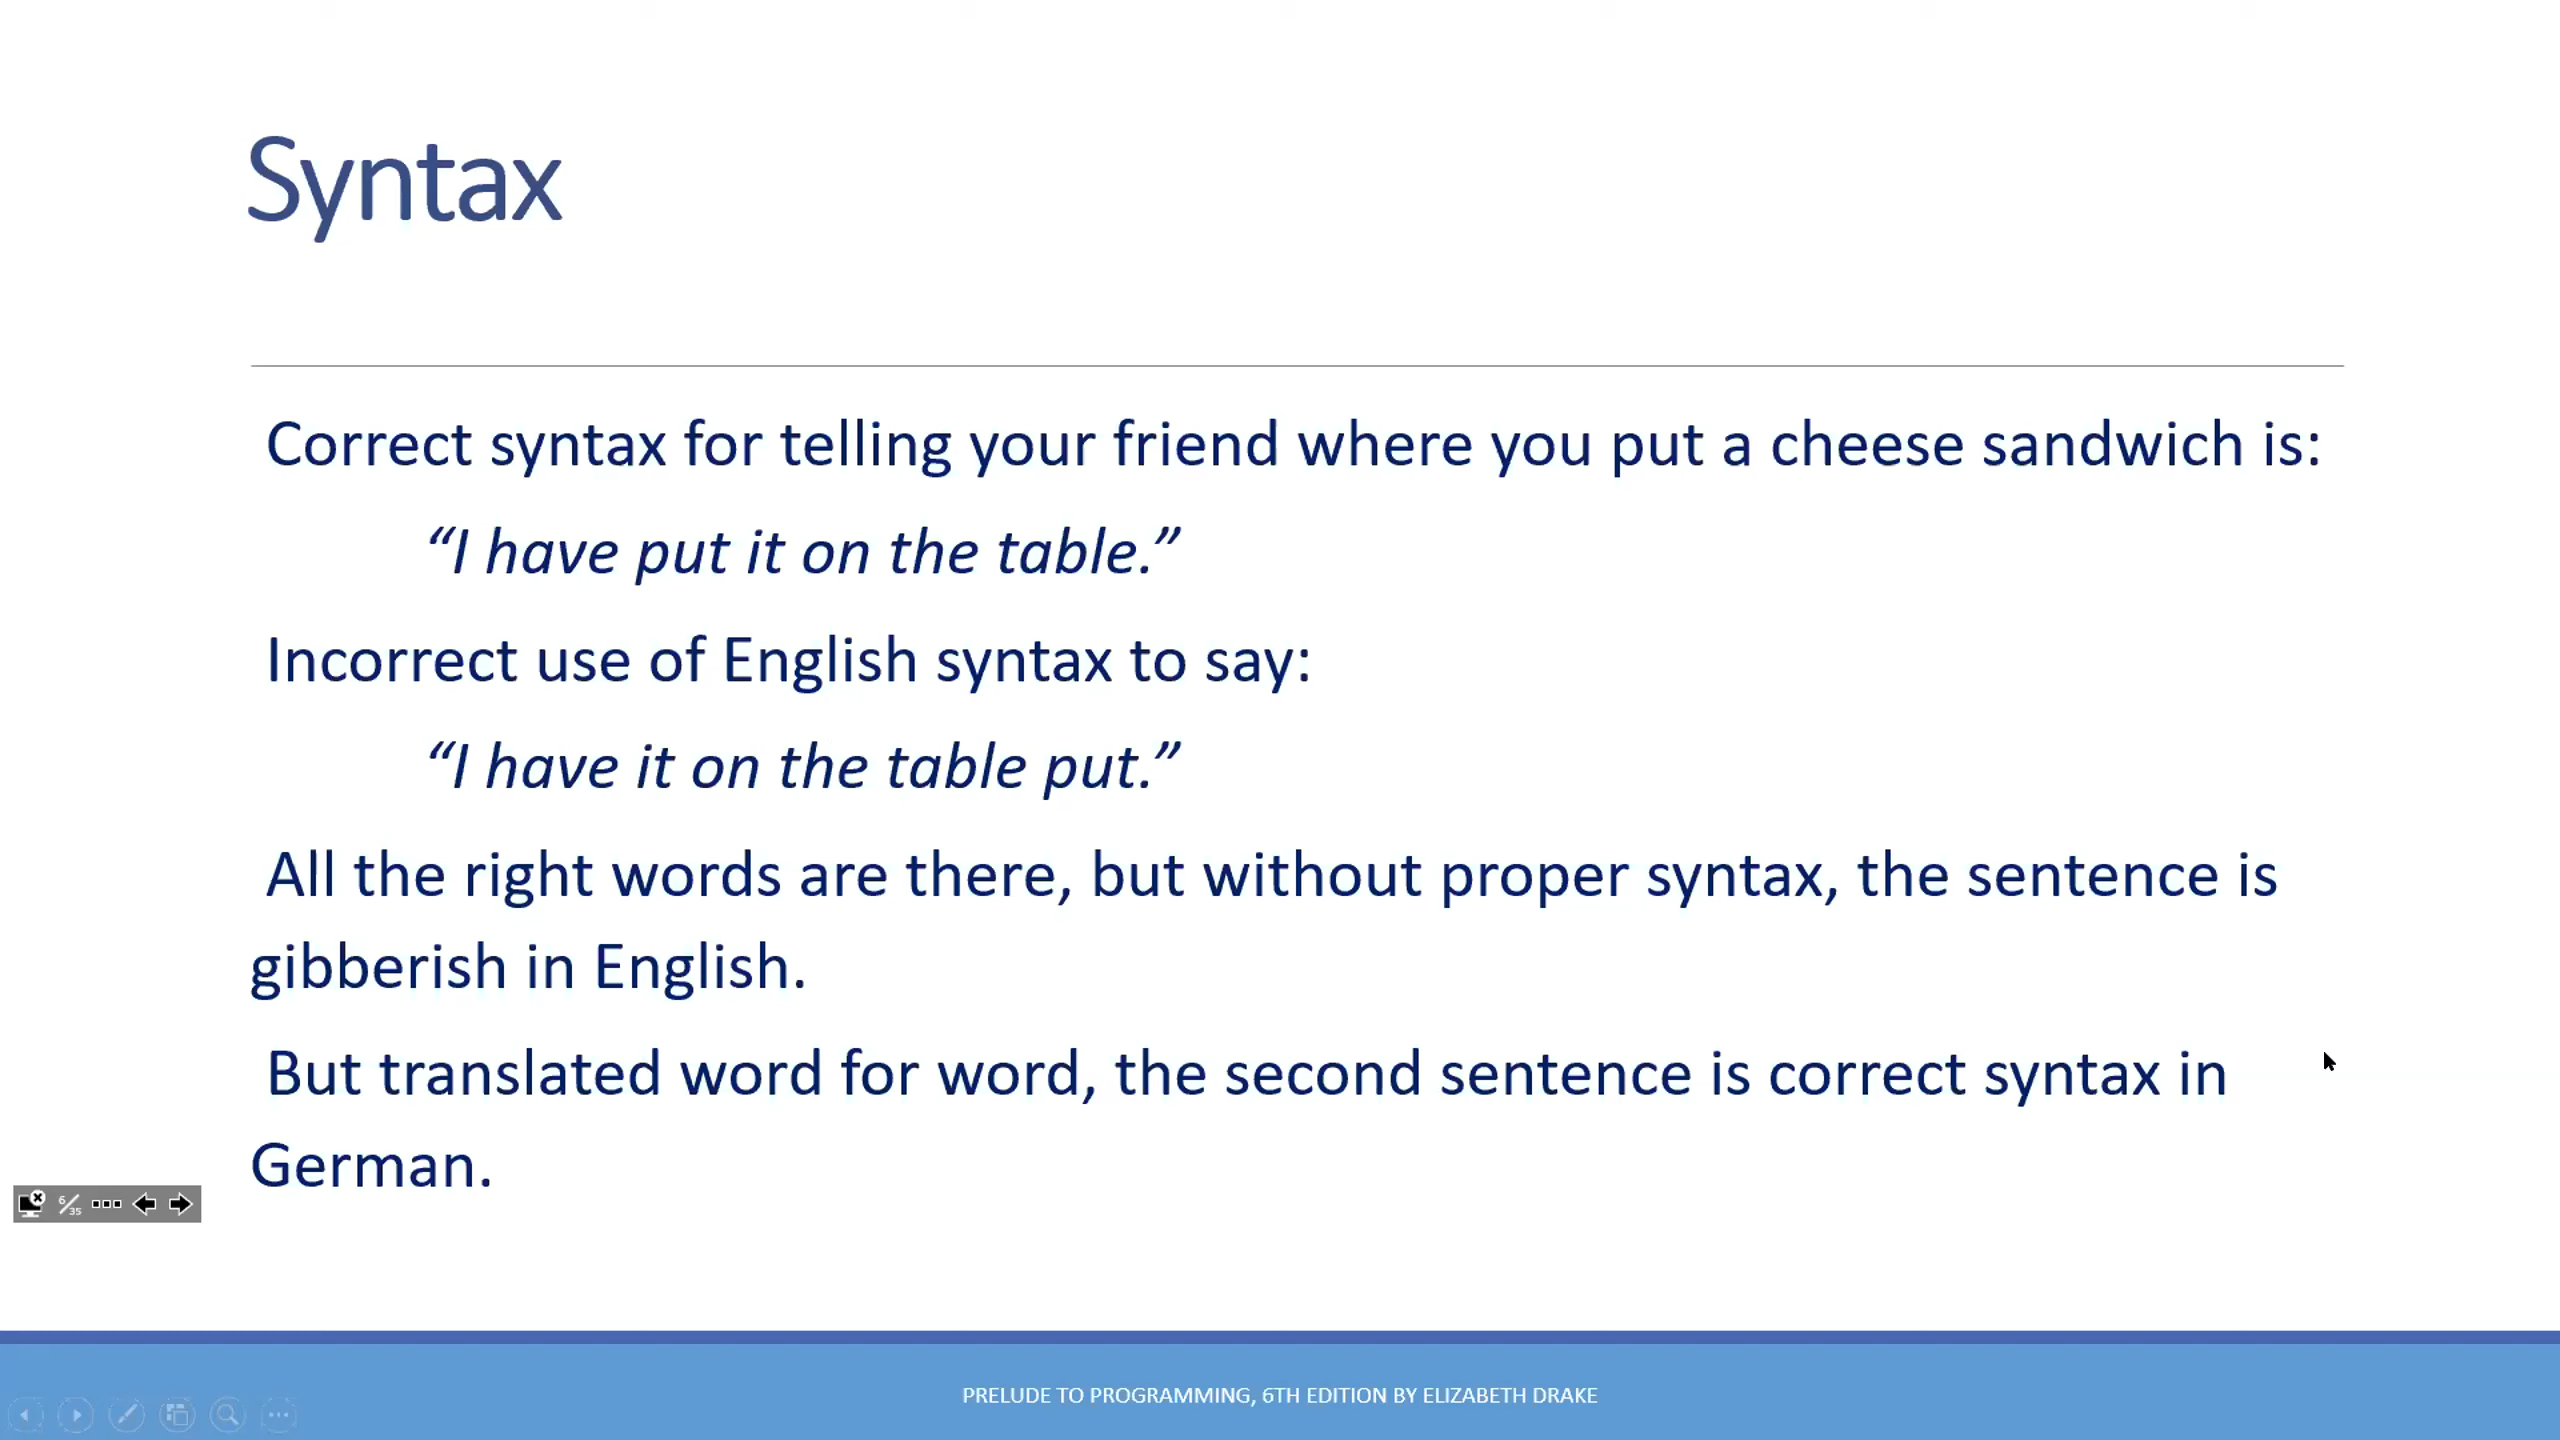 Syntax
Correct syntax for telling your friend where you put a cheese sandwich is:
“I have put it on the table.”
Incorrect use of English syntax to say:
“I have it on the table put.”
All the right words are there, but without proper syntax, the sentence is
gibberish in English.
But translated word for word, the second sentence is correct syntax in
German.
6/35
PRELUDE TO PROGRAMMING, 6TH EDITION BY ELIZABETH DRAKE